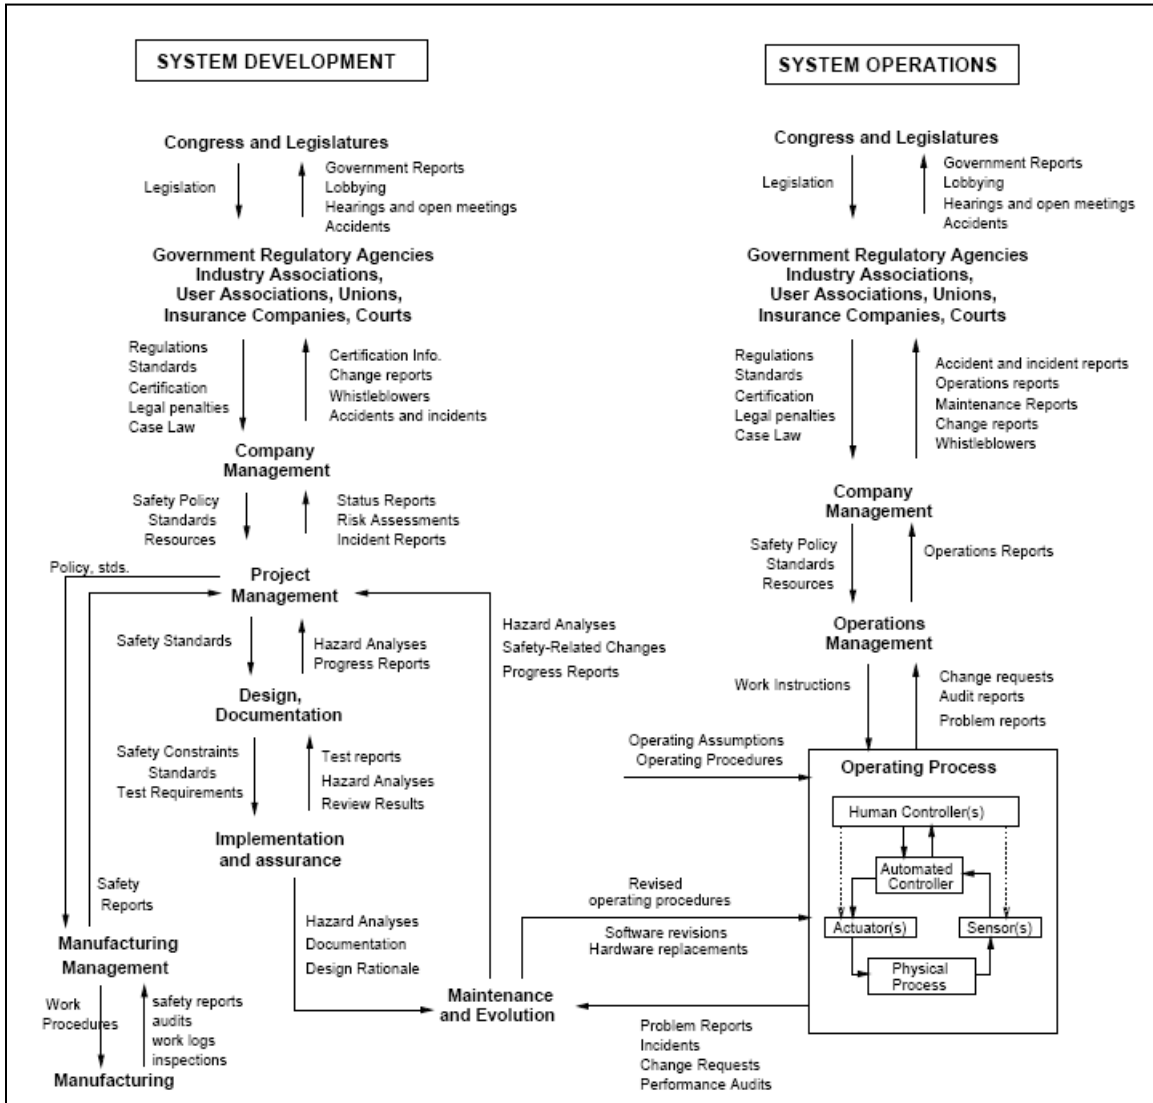 SYSTEM DEVELOPMENT
Congress and Legislatures
Legislation
Government Reports
Lobbying
Hearings and open meetings
Accidents
Government Regulatory Agencies
Industry Associations,
User Associations, Unions,
Insurance Companies, Courts
Regulations
Standards
Certification
Legal penalties
Case Law
Certification Info.
Change reports
Whistleblowers
Accidents and incidents
Company
Management
Safety Policy
Standards
Resources
Status Reports
Risk Assessments
Incident Reports
Policy, stds.
Project
Management
Safety Standards
Hazard Analyses
Progress Reports
Hazard Analyses
Safety-Related Changes
Progress Reports
Design,
Documentation
Safety Constraints
Standards
Test Requirements
Test reports
Hazard Analyses
Review Results
Implementation
and assurance
Safety
Reports
Hazard Analyses
Documentation
Design Rationale
Manufacturing
Management
Work
Procedures
safety reports
audits
work logs
inspections
Manufacturing
Maintenance
and Evolution
SYSTEM OPERATIONS
Congress and Legislatures
Legislation
Government Reports
Lobbying
Hearings and open meetings
Accidents
Government Regulatory Agencies
Industry Associations,
User Associations, Unions,
Insurance Companies, Courts
Regulations
Standards
Certification
Legal penalties
Case Law
Accident and incident reports
Operations reports
Maintenance Reports
Change reports
Whistleblowers
Company
Management
Safety Policy
Standards
Resources
Operations Reports
Operations
Management
Work Instructions
Change requests
Audit reports
Problem reports
Operating Assumptions
Operating Procedures
Operating Process
Human Controller(s)
Automated
Controller
Actuator(s)
Sensor(s)
Physical
Process
Revised
operating procedures
Software revisions
Hardware replacements
Problem Reports
Incidents
Change Requests
Performance Audits